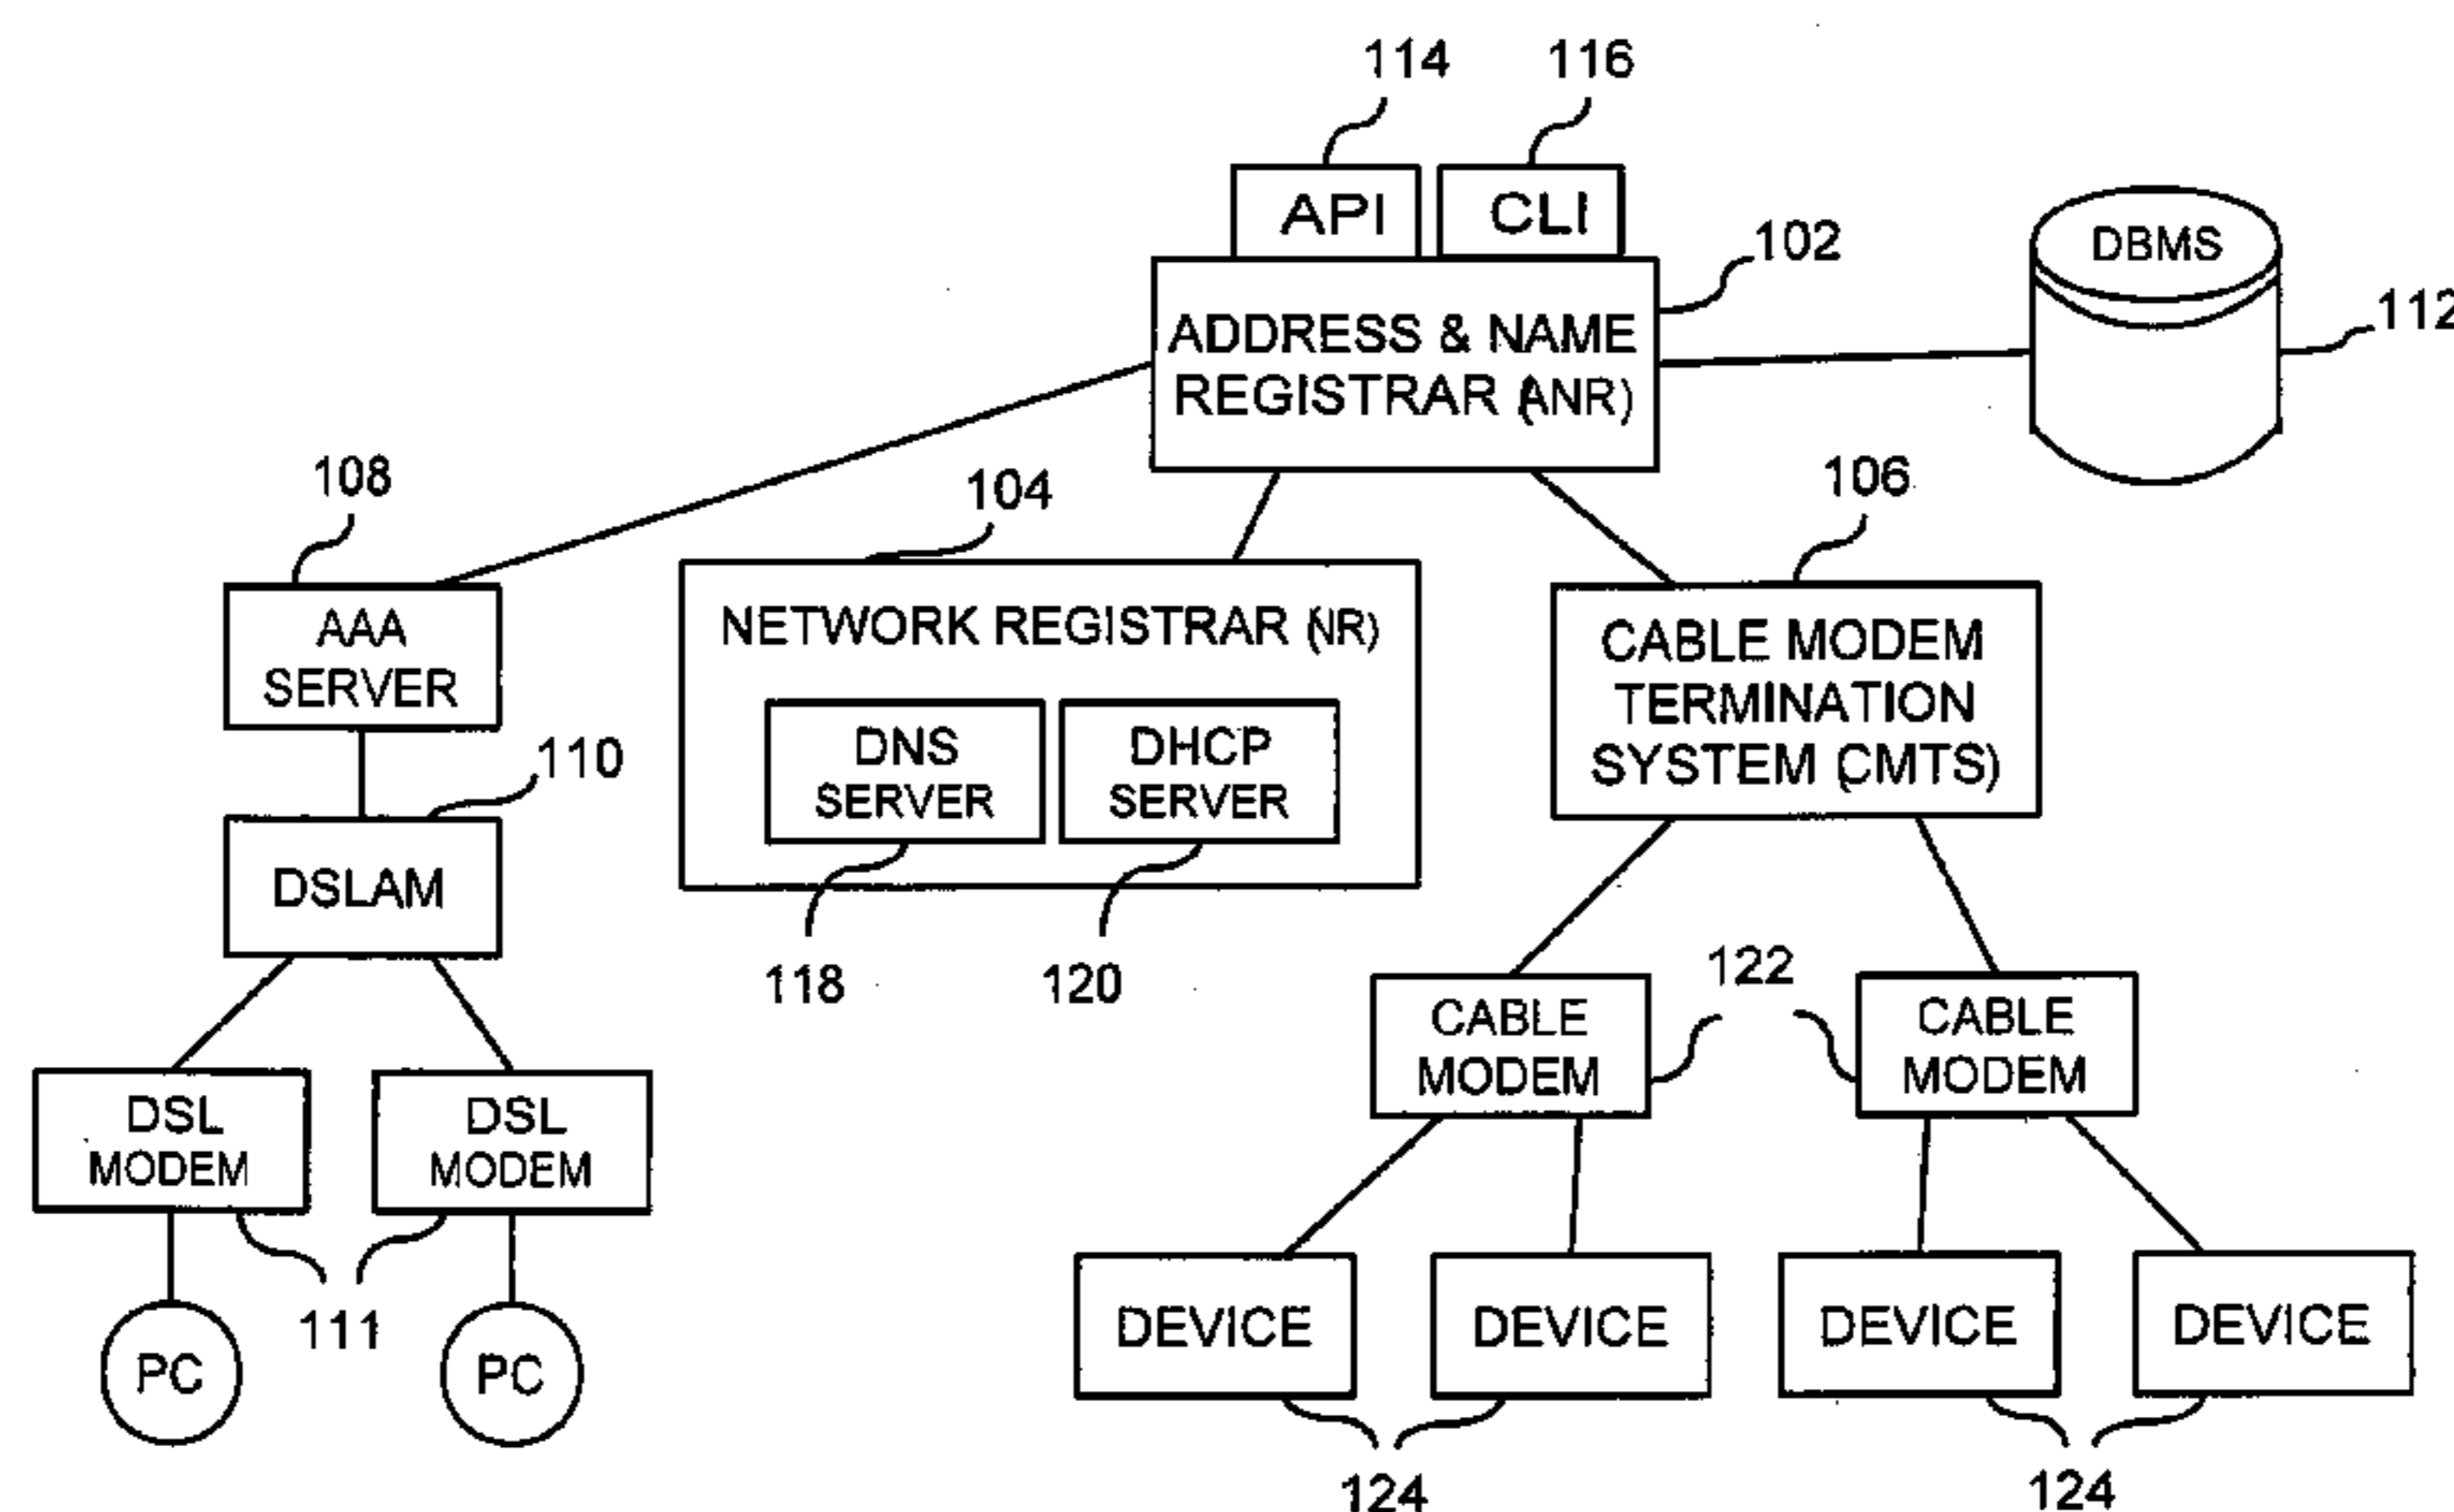 114 116
API CLI
102
DBMS
112
ADDRESS & NAME
REGISTRAR (ANR)
108
104
106
AAA
SERVER
NETWORK REGISTRAR (NR)
CABLE MODEM
TERMINATION
SYSTEM (CMTS)
110
DNS
SERVER
DHCP
SERVER
DSLAM
118
120
122
CABLE
MODEM
CABLE
MODEM
DSL
MODEM
DSL
MODEM
111
PC
PC
DEVICE
DEVICE
DEVICE
DEVICE
124
124